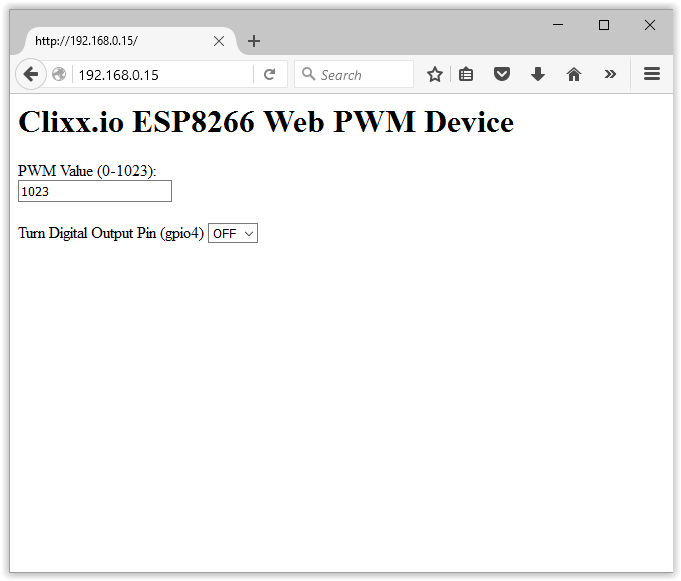 http://192.168.0.15/
192.168.0.15
Search
Clixx.io ESP8266 Web PWM Device
PWM Value (0-1023):
1023
Turn Digital Output Pin (gpio4) OFF